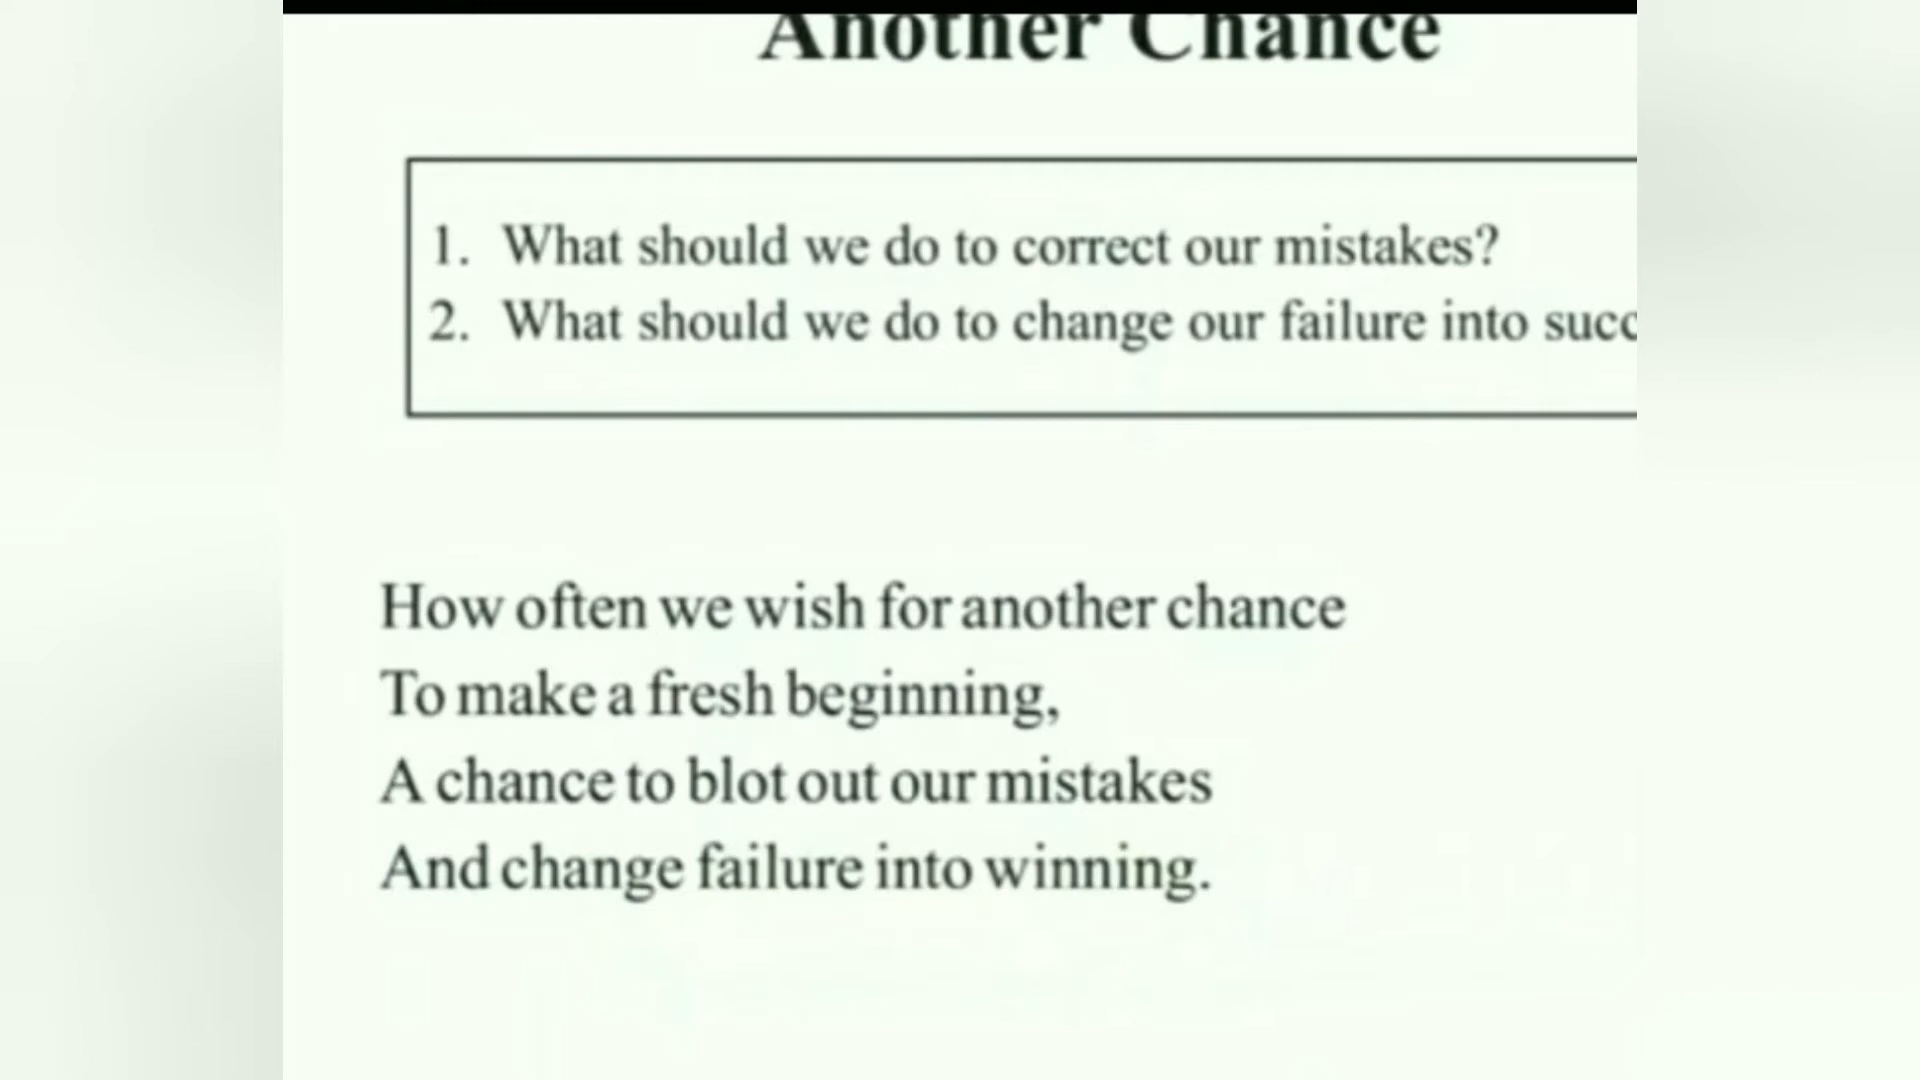 Another Chance
1. What should we do to correct our mistakes?
2. What should we do to change our failure into
How often we wish for another chance
To make a fresh beginning,
A chance to blot out our mistakes
And change failure into winning.